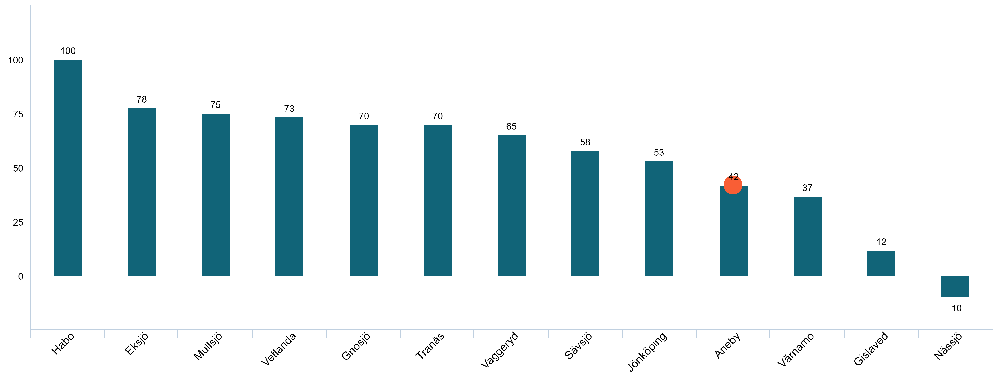 100
75
50
25
0
100
78
75
73
70
70
65
58
53
42
37
12
-10
Habo
Eksjö
Mullsjö
Vetlanda
Gnosjö
Tranås
Vaggeryd
Sävsjö
Jönköping
Aneby
Värnamo
Gislaved
Nässjö